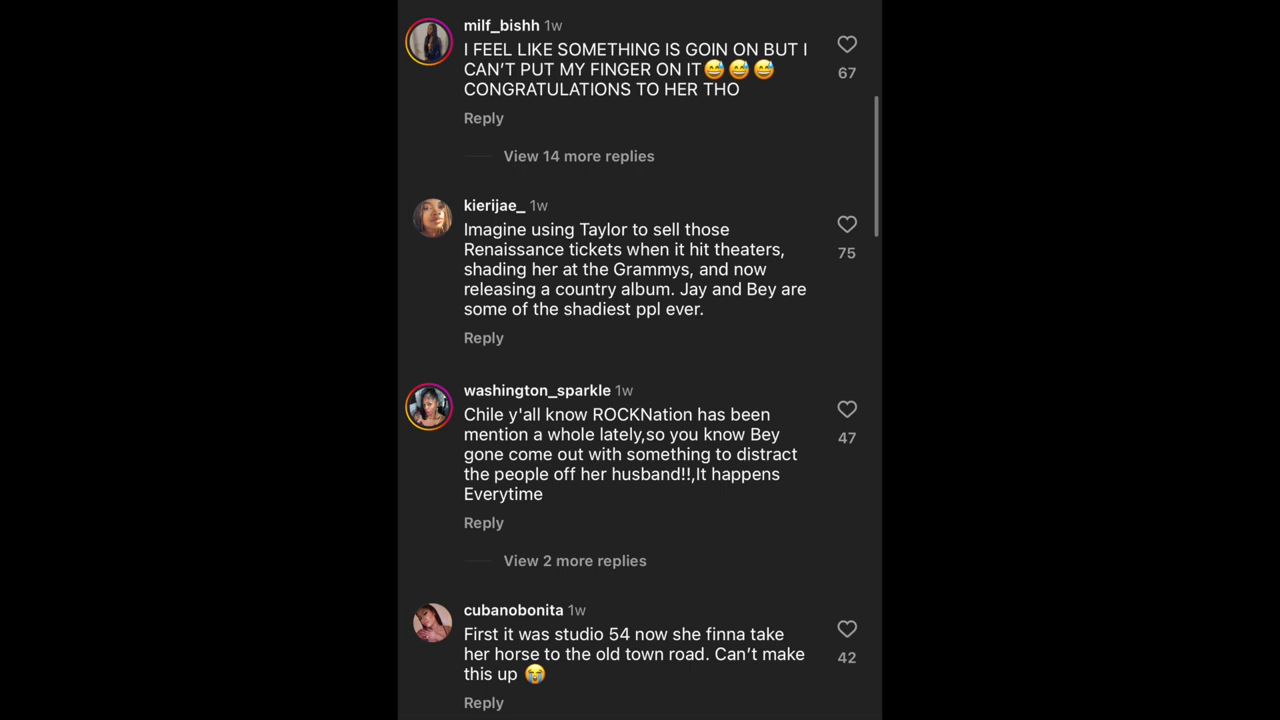 milf_bishh 1w
I FEEL LIKE SOMETHING IS GOIN ON BUT I
CAN’T PUT MY FINGER ON IT😅 😅 😅
CONGRATULATIONS TO HER THO
67
Reply
View 14 more replies
kierijae_ 1w
Imagine using Taylor to sell those
Renaissance tickets when it hit theaters,
shading her at the Grammys, and now
releasing a country album. Jay and Bey are
some of the shadiest ppl ever.
75
Reply
washington_sparkle 1w
Chile y'all know ROCKNation has been
mention a whole lately,so you know Bey
gone come out with something to distract
the people off her husband!!,It happens
Everytime
47
Reply
View 2 more replies
cubanobonita 1w
First it was studio 54 now she finna take
her horse to the old town road. Can’t make
this up 😭
42
Reply